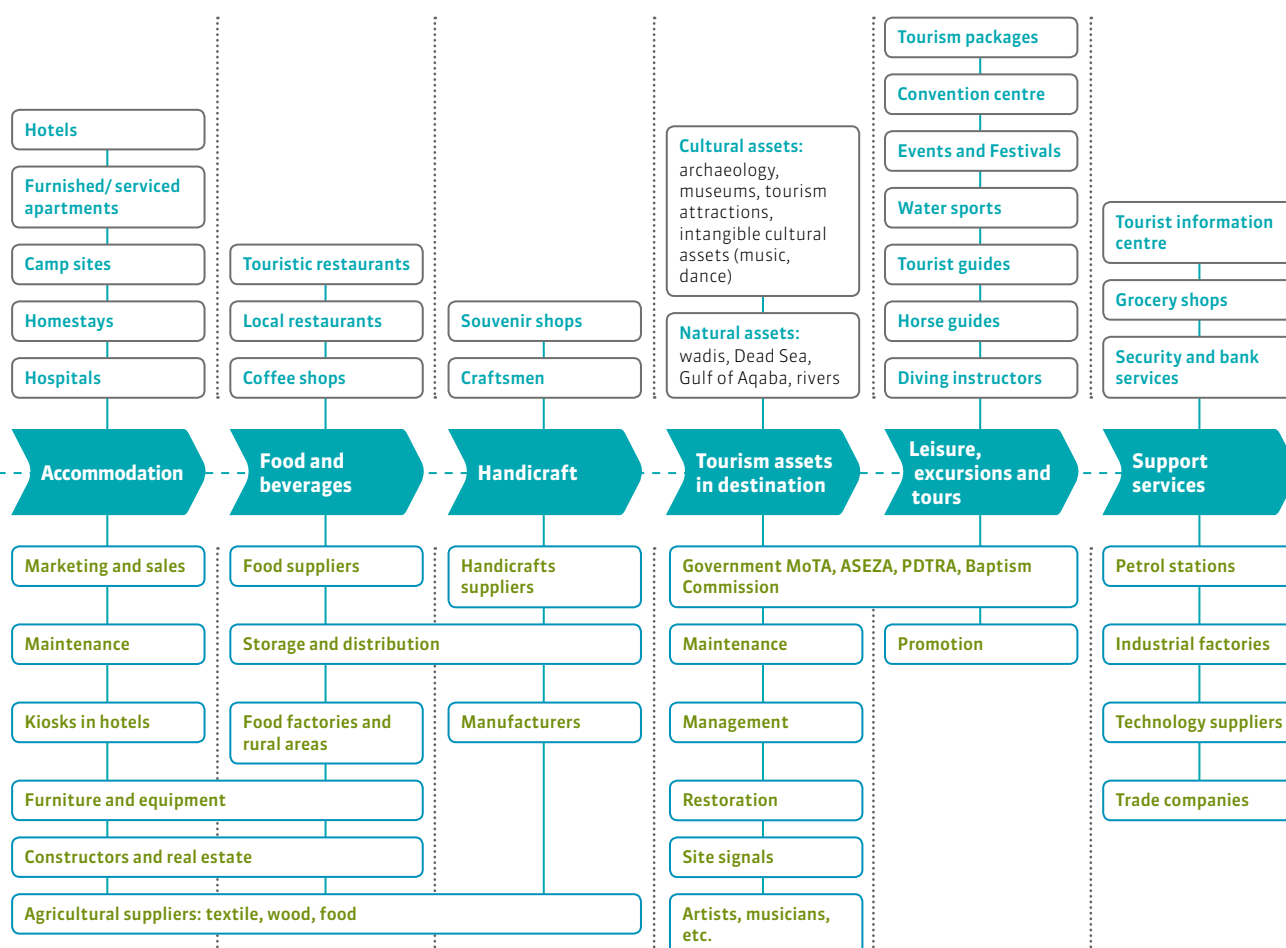 Hotels
Furnished/ serviced
apartments
Camp sites
Homestays
Hospitals
Touristic restaurants
Local restaurants
Coffee shops
Souvenir shops
Craftsmen
Cultural assets:
archaeology,
museums, tourism
attractions,
intangible cultural
assets (music,
dance)
Natural assets:
wadis, Dead Sea,
Gulf of Aqaba, rivers
Tourism packages
Convention centre
Events and Festivals
Water sports
Tourist guides
Horse guides
Diving instructors
Tourist information
centre
Grocery shops
Security and bank
services
Accommodation
Food and
beverages
Handicraft
Tourism assets
in destination
Leisure,
excursions and
tours
Support
services
Marketing and sales
Maintenance
Kiosks in hotels
Food suppliers
Storage and distribution
Food factories and
rural areas
Furniture and equipment
Constructors and real estate
Agricultural suppliers: textile, wood, food
Handicrafts
suppliers
Manufacturers
Government MoTA, ASEZA, PDTRA, Baptism
Commission
Maintenance
Management
Restoration
Site signals
Artists, musicians,
etc.
Promotion
Petrol stations
Industrial factories
Technology suppliers
Trade companies